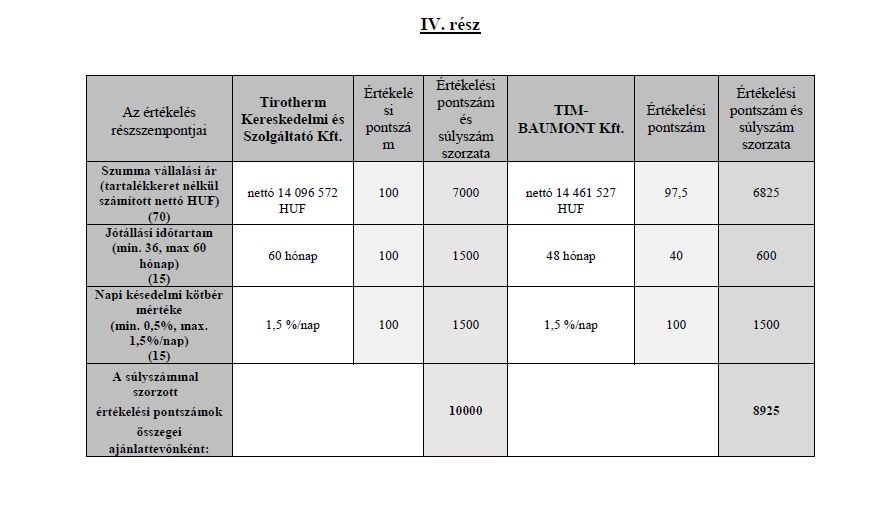 IV. rész
Az értékelés
részszempontjai
Tirotherm
Kereskedelmi és
Szolgáltató Kft.
Értékelé
si
pontszá
m
Értékelési
pontszám
és
súlyszám
szorzata
TIM-
BAUMONT Kft.
Értékelési
pontszám
Értékelési
pontszám és
súlyszám
szorzata
Szumma vállalási ár
(tartalékkeret nélkül
számított nettó HUF)
(70)
nettó 14 096 572
HUF
100
7000
nettó 14 461 527
HUF
97,5
6825
Jótállási időtartam
(min. 36, max 60
hónap)
(15)
60 hónap
100
1500
48 hónap
40
600
Napi késedelmi kötbér
mértéke
(min. 0,5%, max.
1,5%/nap)
(15)
1,5 %/nap
100
1500
1,5 %/nap
100
1500
A súlyszámmal
szorzott
értékelési pontszámok
összegei
ajánlattevőnként:
10000
8925